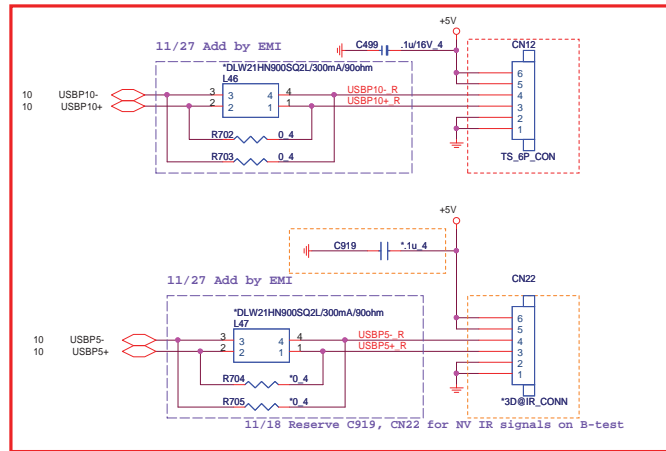 +5V
C499 .1u/16V_4
CN12
11/27 Add by EMI
*DLW21HN900SQ2L/300mA/90ohm
L46
10 USBP10- 3 3 4 4 USBP10-_R
10 USBP10+ 2 2 1 1 USBP10+_R
6
5
4
3
2
1
R702 0_4
R703 0_4
TS_6P_CON
+5V
C919 *.1u_4
CN22
11/27 Add by EMI
*DLW21HN900SQ2L/300mA/90ohm
L47
10 USBP5- 3 3 4 4 USBP5-_R
10 USBP5+ 2 2 1 1 USBP5+_R
6
5
4
3
2
1
R704 *0_4
R705 *0_4
*3D@IR_CONN
11/18 Reserve C919, CN22 for NV IR signals on B-test